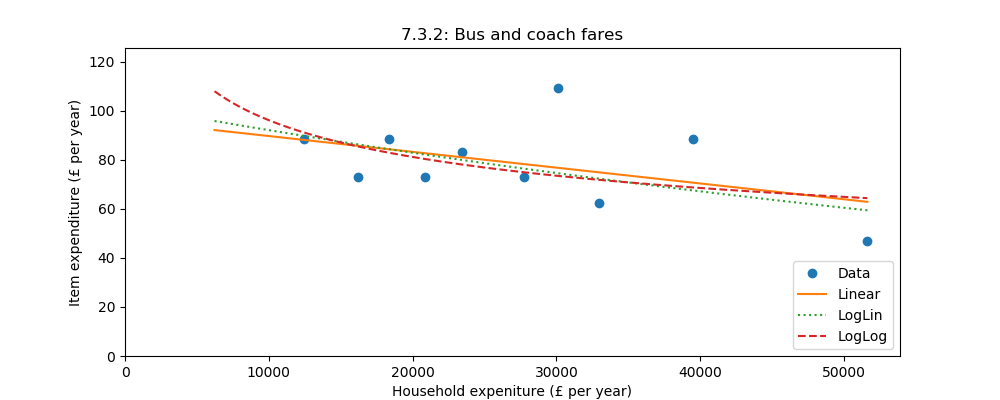 7.3.2: Bus and coach fares
Item expenditure (£ per year)
120
100
80
60
40
20
0
0 10000 20000 30000 40000 50000
Household expeniture (£ per year)
Data
Linear
LogLin
LogLog